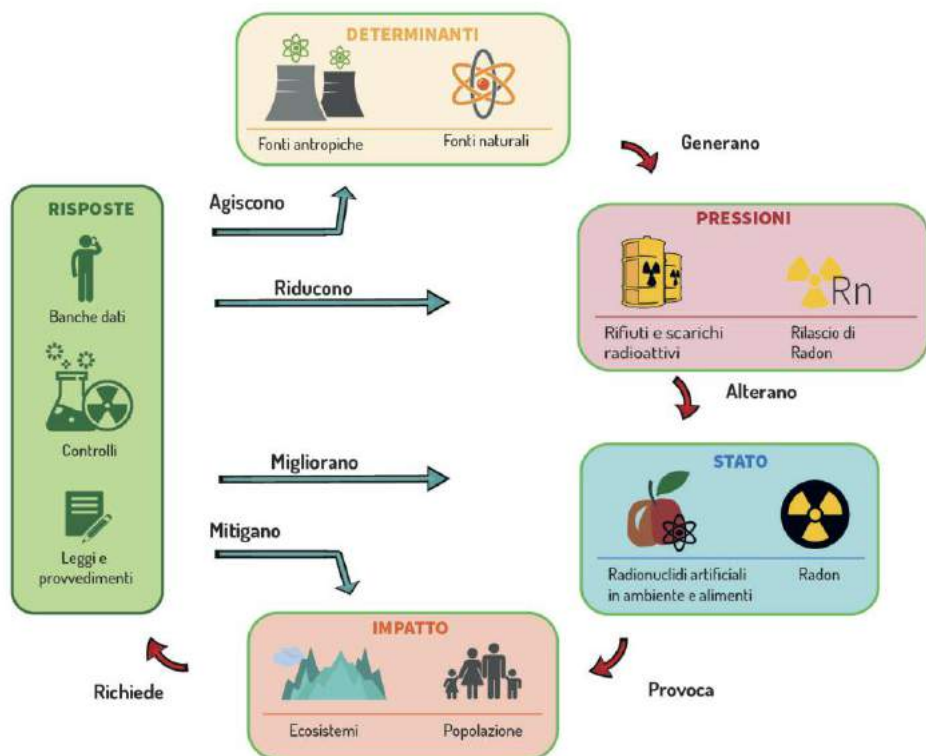 DETERMINANTI
Fonti antropiche
Fonti naturali
Generano
RISPOSTE
Banche dati
Controlli
Leggi e
provvedimenti
Agiscono
Riducono
Migliorano
Mitigano
PRESSIONI
Rn
Rifiuti e scarichi
radioattivi
Rilascio di
Radon
Alterano
STATO
Radionuclidi artificiali
in ambiente e alimenti
Radon
Provoca
IMPATTO
Ecosistemi
Popolazione
Richiede